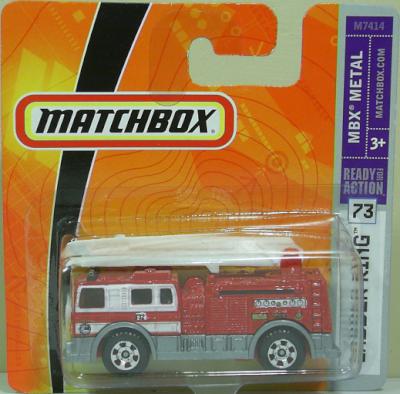 M7414
MATCHBOX®
MBX® METAL
MATCHBOX.COM
3+
READY FOR ACTION
73